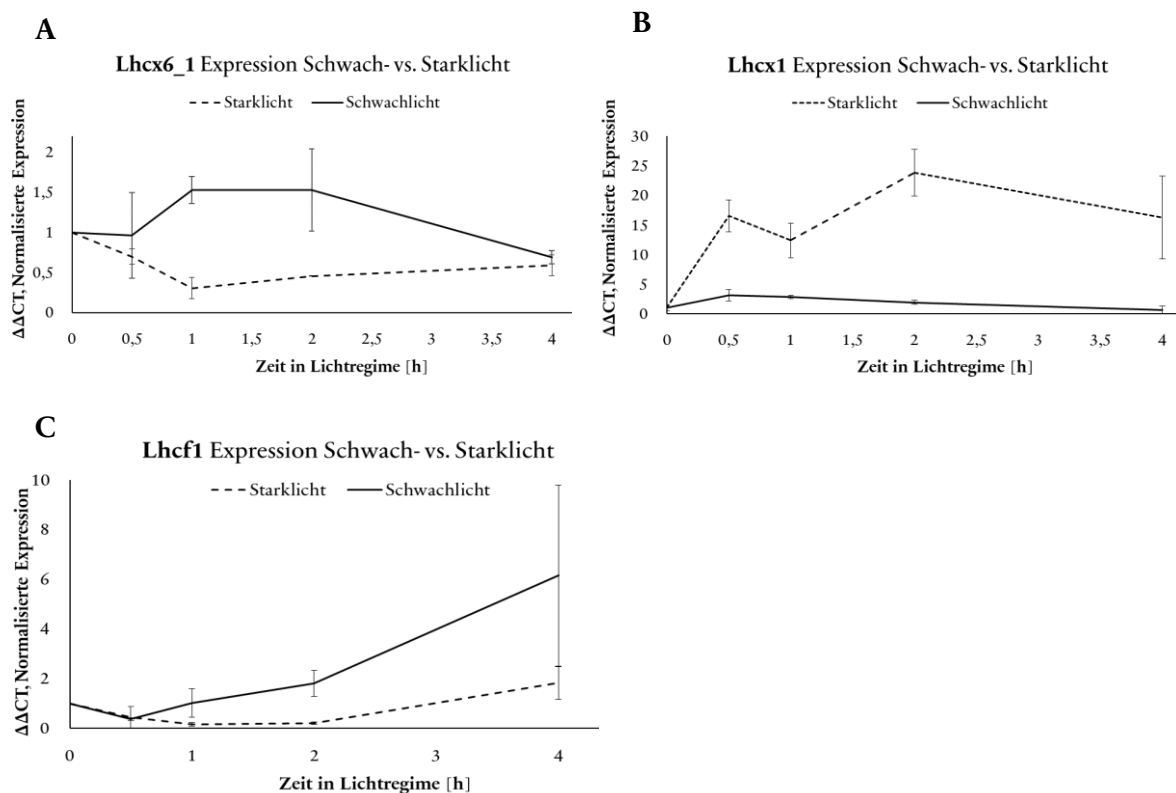 A
Lhcx6_1 Expression Schwach- vs. Starklicht
Starklicht Schwachlicht
ΔΔCT, Normalisierte Expression
2
1,5
1
0,5
0
0 0,5 1 1,5 2 2,5 3 3,5 4
Zeit in Lichtregime [h]
B
Lhcx1 Expression Schwach- vs. Starklicht
Starklicht Schwachlicht
ΔΔCT, Normalisierte Expression
30
25
20
15
10
5
0
0 0,5 1 1,5 2 2,5 3 3,5 4
Zeit in Lichtregime [h]
C
Lhcf1 Expression Schwach- vs. Starklicht
Starklicht Schwachlicht
ΔΔCT, Normalisierte Expression
10
8
6
4
2
0
0 1 2 3 4
Zeit in Lichtregime [h]